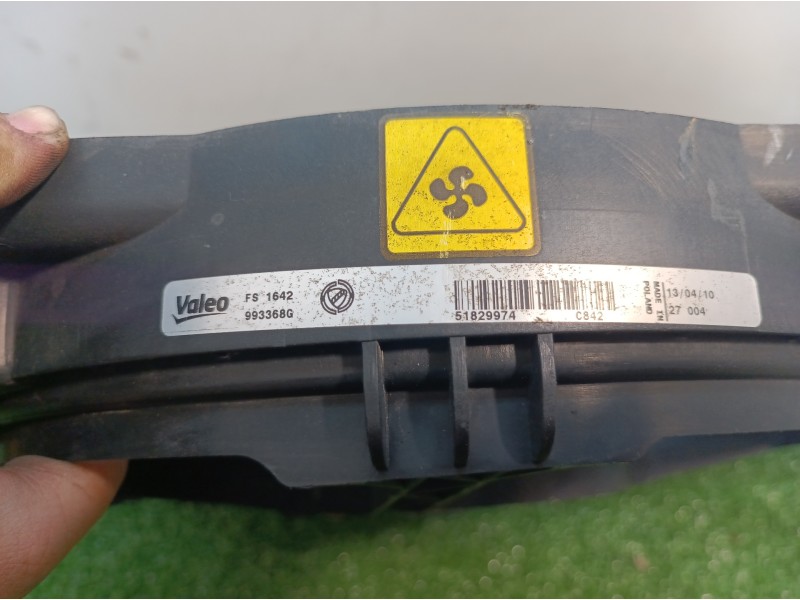 Valeo
FS 1642
993368G
51829974 C842
MADE IN
POLAND
13/04/10
27 004